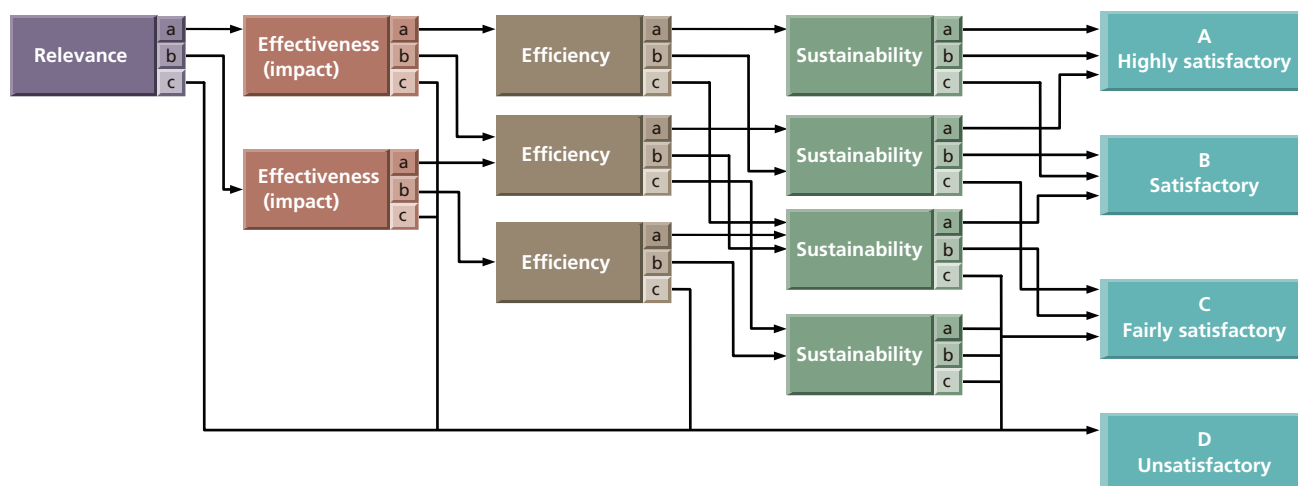 Relevance
a
b
c
Effectiveness
(impact)
a
b
c
Effectiveness
(impact)
a
b
c
Efficiency
a
b
c
Efficiency
a
b
c
Efficiency
a
b
c
Sustainability
a
b
c
Sustainability
a
b
c
Sustainability
a
b
c
Sustainability
a
b
c
A
Highly satisfactory
B
Satisfactory
C
Fairly satisfactory
D
Unsatisfactory